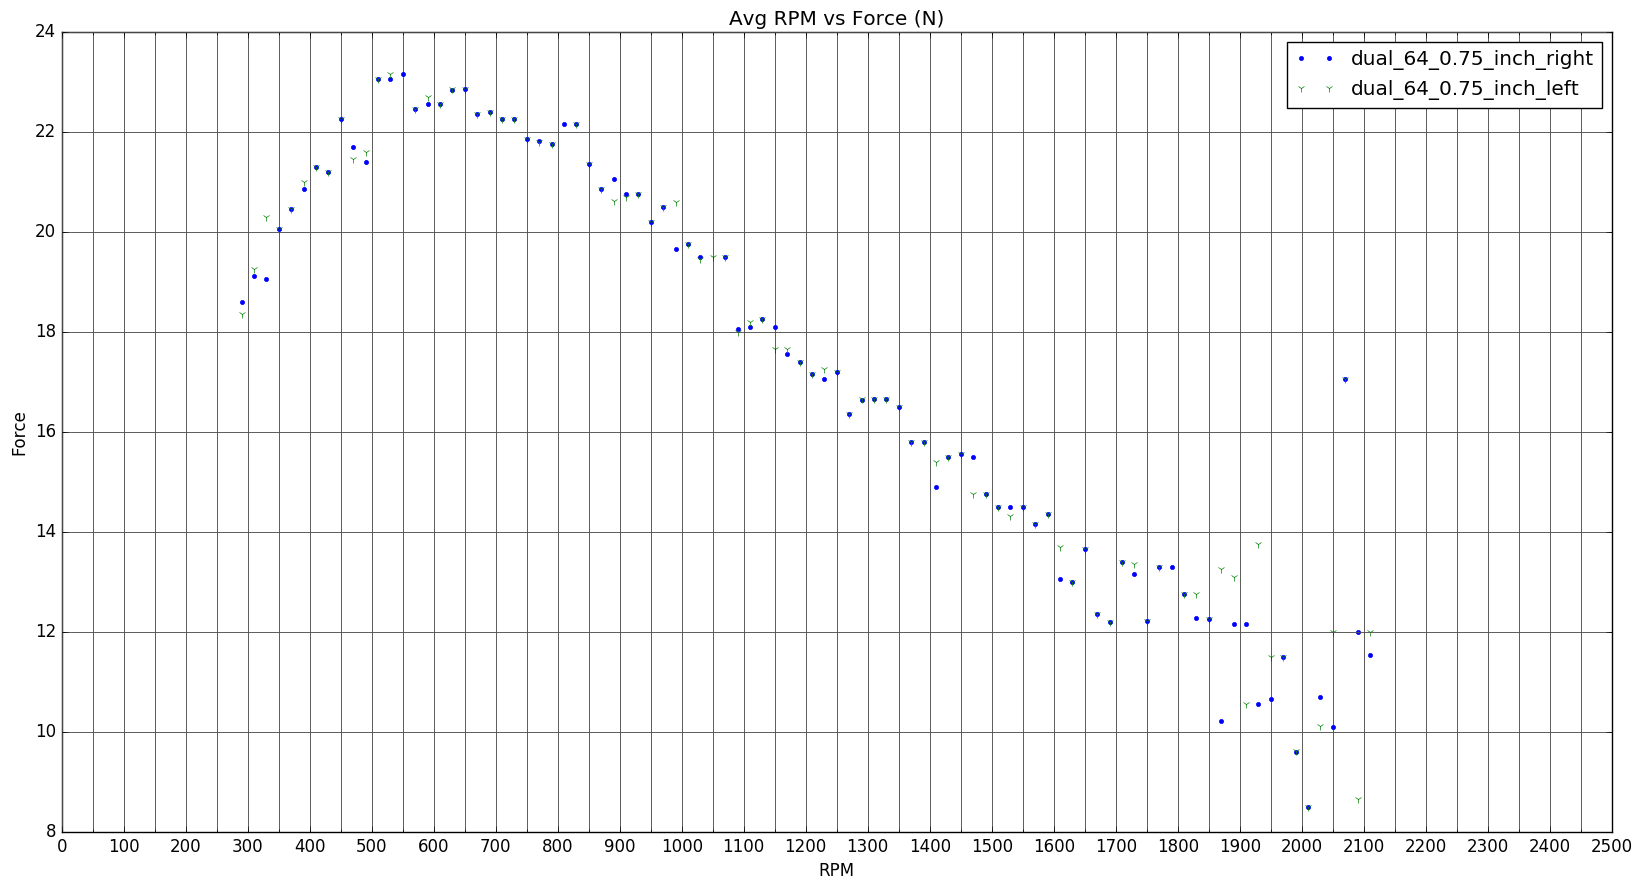 Avg RPM vs Force (N)
dual_64_0.75_inch_right
dual_64_0.75_inch_left
24
22
20
18
16
14
12
10
8
Force
0 100 200 300 400 500 600 700 800 900 1000 1100 1200 1300 1400 1500 1600 1700 1800 1900 2000 2100 2200 2300 2400 2500
RPM